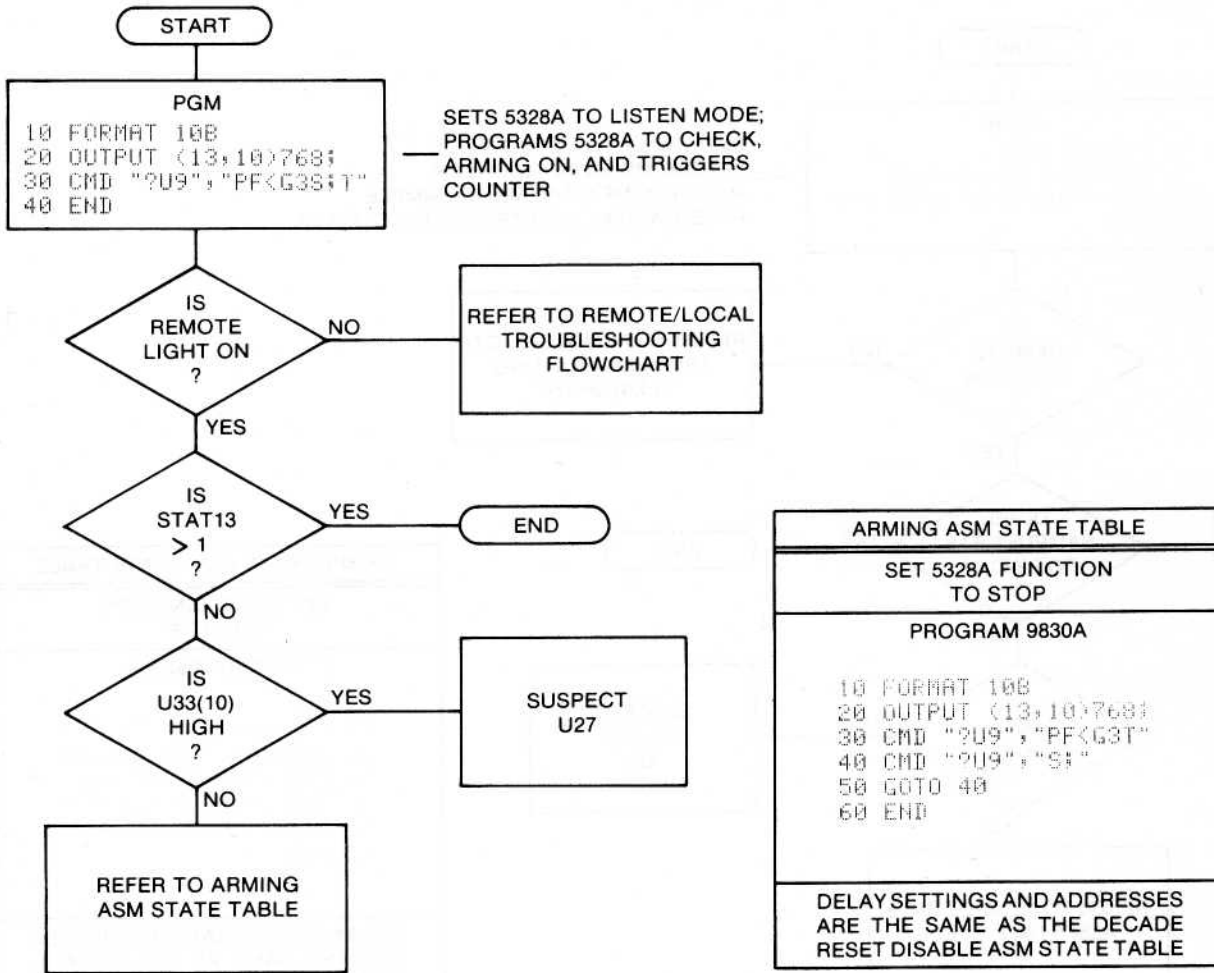 START
PGM
10 FORMAT 10B
20 OUTPUT (13,10)768;
30 CMD "?U9","PF<G3S;T"
40 END
SETS 5328A TO LISTEN MODE;
PROGRAMS 5328A TO CHECK,
ARMING ON, AND TRIGGERS
COUNTER
IS
REMOTE
LIGHT ON
?
NO
REFER TO REMOTE/LOCAL
TROUBLESHOOTING
FLOWCHART
YES
IS
STAT13
> 1
?
YES
END
NO
IS
U33(10)
HIGH
?
YES
SUSPECT
U27
NO
REFER TO ARMING
ASM STATE TABLE
ARMING ASM STATE TABLE
SET 5328A FUNCTION
TO STOP
PROGRAM 9830A
10 FORMAT 10B
20 OUTPUT (13,10)768;
30 CMD "?U9","PF<G3T"
40 CMD "?U9","S;"
50 GOTO 40
60 END
DELAY SETTINGS AND ADDRESSES
ARE THE SAME AS THE DECADE
RESET DISABLE ASM STATE TABLE